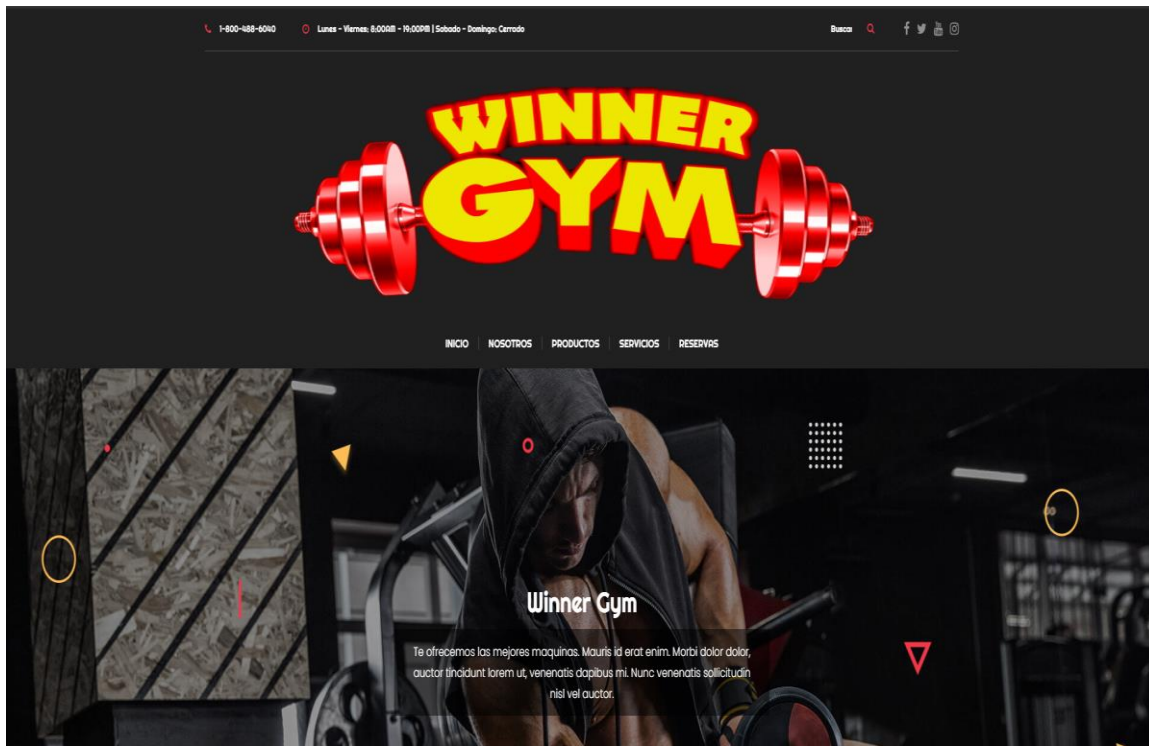 1-800-488-6040
Lunes - Viernes: 8:00AM - 19:00PM | Sabado - Domingo: Cerrado
Buscar
WINNER
GYM
INICIO
NOSOTROS
PRODUCTOS
SERVICIOS
RESERVAS
Winner Gym
Te ofrecemos las mejores maquinas. Mauris id erat enim. Morbi dolor dolor,
auctor tincidunt lorem ut, venenatis dapibus mi. Nunc venenatis sollicitudin
nisl vel auctor.